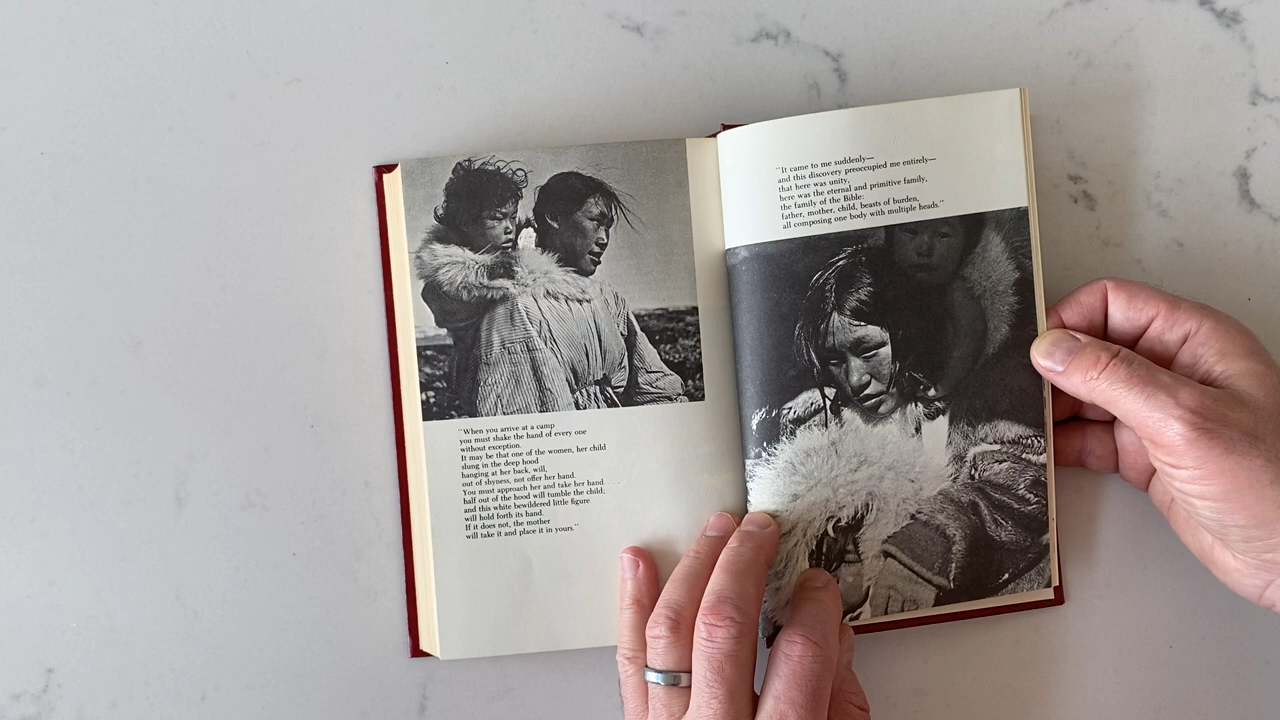 "When you arrive at a camp
you must shake the hand of every one
without exception.
It may be that one of the women, her child
slung in the deep hood
hanging at her back, will,
out of shyness, not offer her hand.
You must approach her and take her hand . . . .
half out of the hood will tumble the child;
and this white bewildered little figure
will hold forth its hand.
If it does not, the mother
will take it and place it in yours."
"It came to me suddenly—
and this discovery preoccupied me entirely—
that here was unity,
here was the eternal and primitive family,
the family of the Bible:
father, mother, child, beasts of burden,
all composing one body with multiple heads."